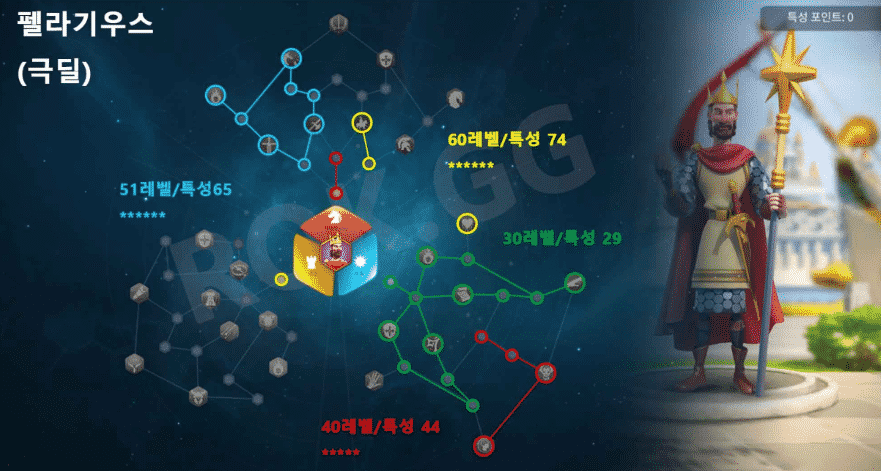 펠라기우스
(극딜)
특성 포인트: 0
60레벨/특성 74
******
51레벨/특성65
******
30레벨/특성 29
40레벨/특성 44
*****
ROK.GG